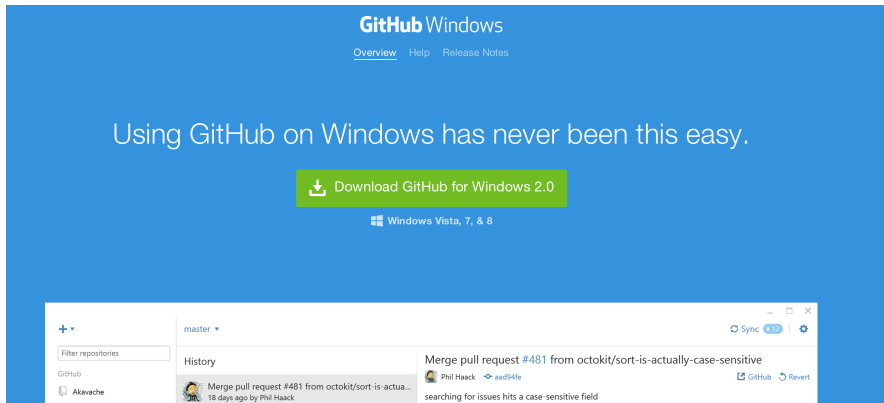 GitHub Windows
Overview Help Release Notes
Using GitHub on Windows has never been this easy.
Download GitHub for Windows 2.0
Windows Vista, 7, & 8
master
Sync 12
Filter repositories
GitHub
Akavache
History
Merge pull request #481 from octokit/sort-is-actua...
18 days ago by Phil Haack
Merge pull request #481 from octokit/sort-is-actually-case-sensitive
Phil Haack aad94fe
GitHub Revert
searching for issues hits a case-sensitive field